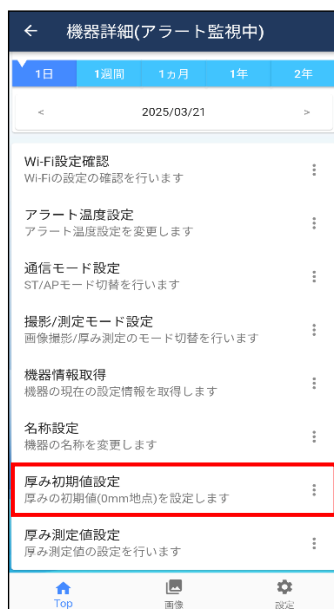 ← 機器詳細(アラート監視中)
1日 1週間 1ヵ月 1年 2年
< 2025/03/21 >
Wi-Fi設定確認
Wi-Fiの設定の確認を行います
アラート温度設定
アラート温度設定を変更します
通信モード設定
ST/APモード切替を行います
撮影/測定モード設定
画像撮影/厚み測定のモード切替を行います
機器情報取得
機器の現在の設定情報を取得します
名称設定
機器の名称を変更します
厚み初期値設定
厚みの初期値(0mm地点)を設定します
厚み測定値設定
厚み測定値の設定を行います
Top 画像 設定